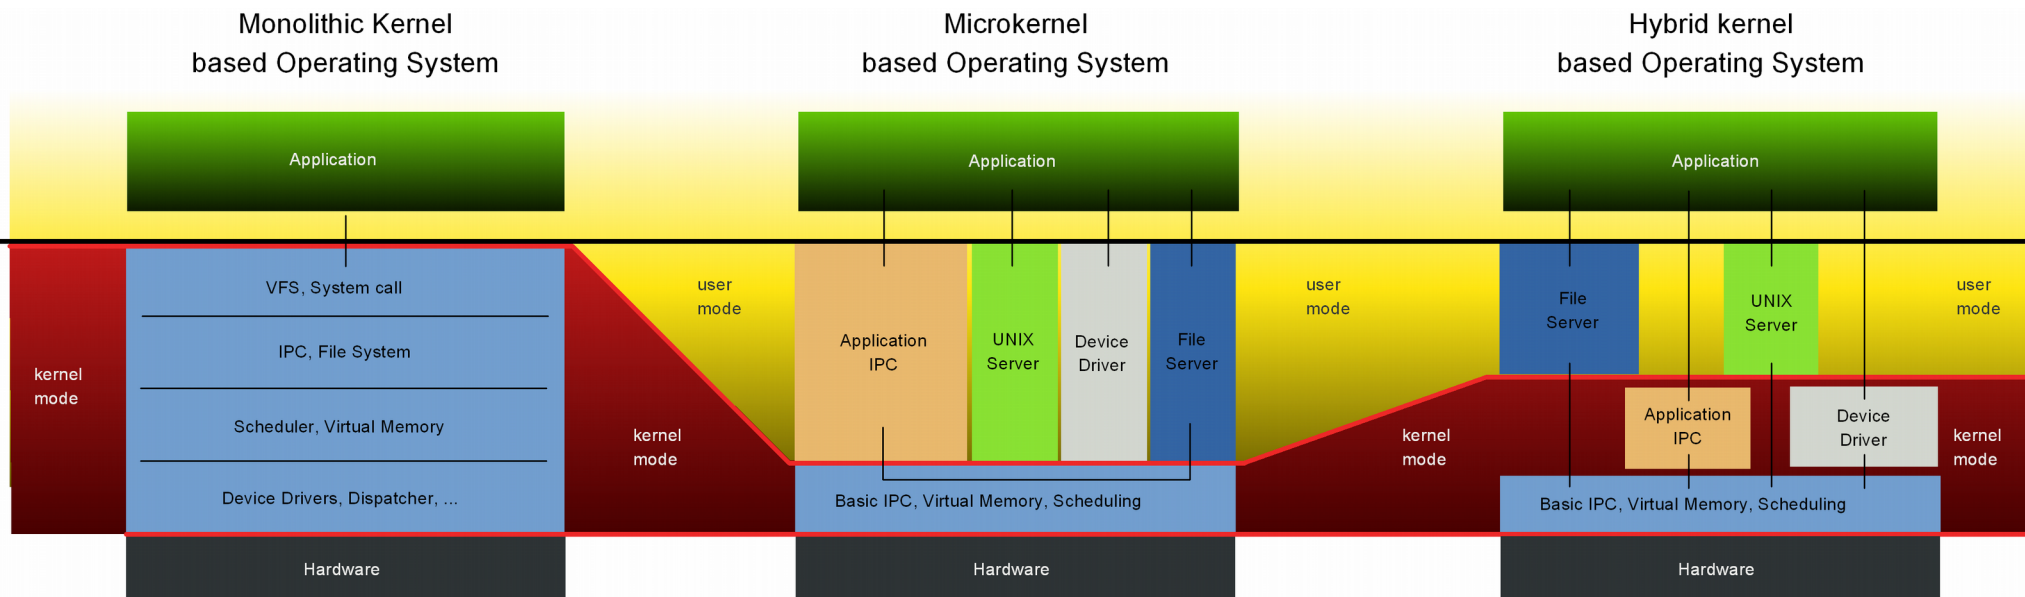 Monolithic Kernel
based Operating System
Microkernel
based Operating System
Hybrid kernel
based Operating System
Application
Application
Application
VFS, System call
IPC, File System
Scheduler, Virtual Memory
Device Drivers, Dispatcher, ...
Hardware
kernel
mode
kernel
mode
user
mode
Application
IPC
UNIX
Server
Device
Driver
File
Server
Basic IPC, Virtual Memory, Scheduling
Hardware
user
mode
kernel
mode
File
Server
UNIX
Server
Application
IPC
Device
Driver
user
mode
kernel
mode
Basic IPC, Virtual Memory, Scheduling
Hardware